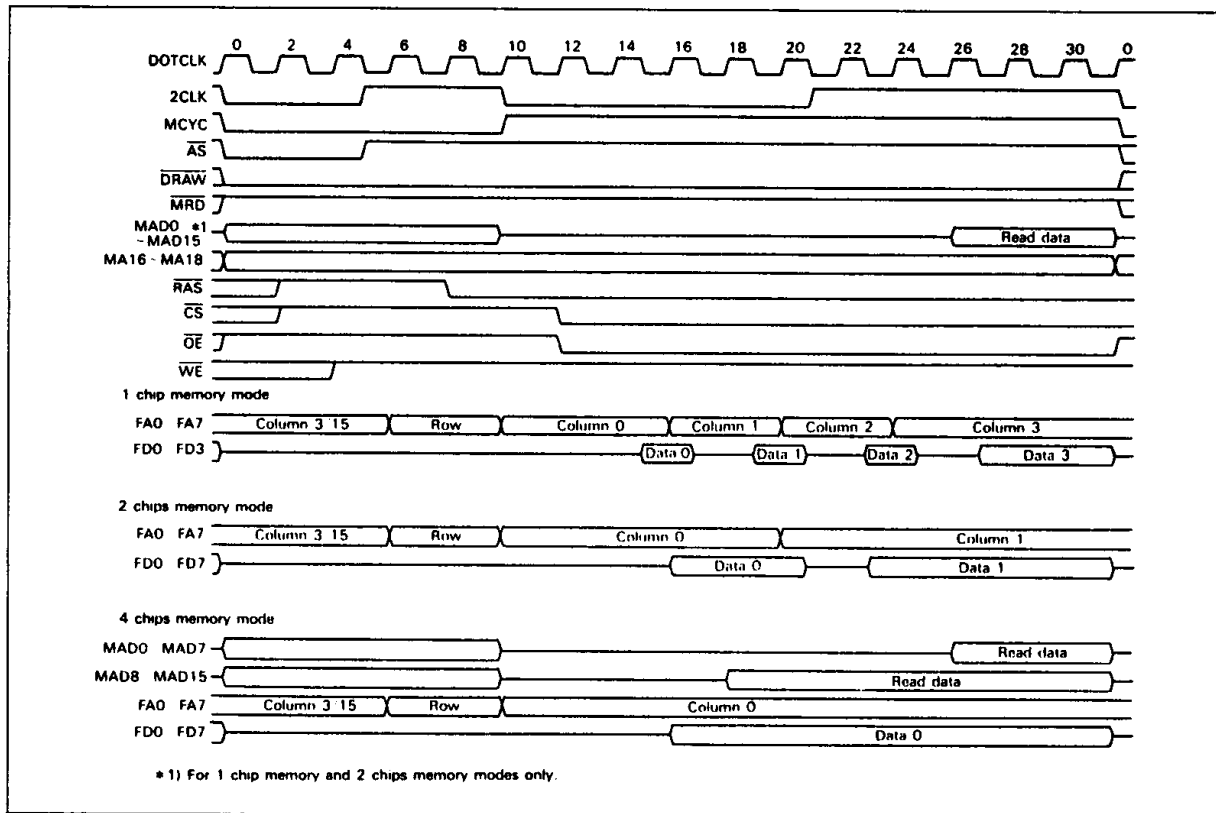 0 2 4 6 8 10 12 14 16 18 20 22 24 26 28 30 0
DOTCLK
2CLK
MCYC
AS
DRAW
MRD
MAD0 *1
~MAD15 Read data
MA16~MA18
RAS
CS
OE
WE
1 chip memory mode
FA0 FA7 Column 3 15 Row Column 0 Column 1 Column 2 Column 3
FD0 FD3 Data 0 Data 1 Data 2 Data 3
2 chips memory mode
FA0 FA7 Column 3 15 Row Column 0 Column 1
FD0 FD7 Data 0 Data 1
4 chips memory mode
MAD0 MAD7 Read data
MAD8 MAD15 Read data
FA0 FA7 Column 3 15 Row Column 0
FD0 FD7 Data 0
*1) For 1 chip memory and 2 chips memory modes only.